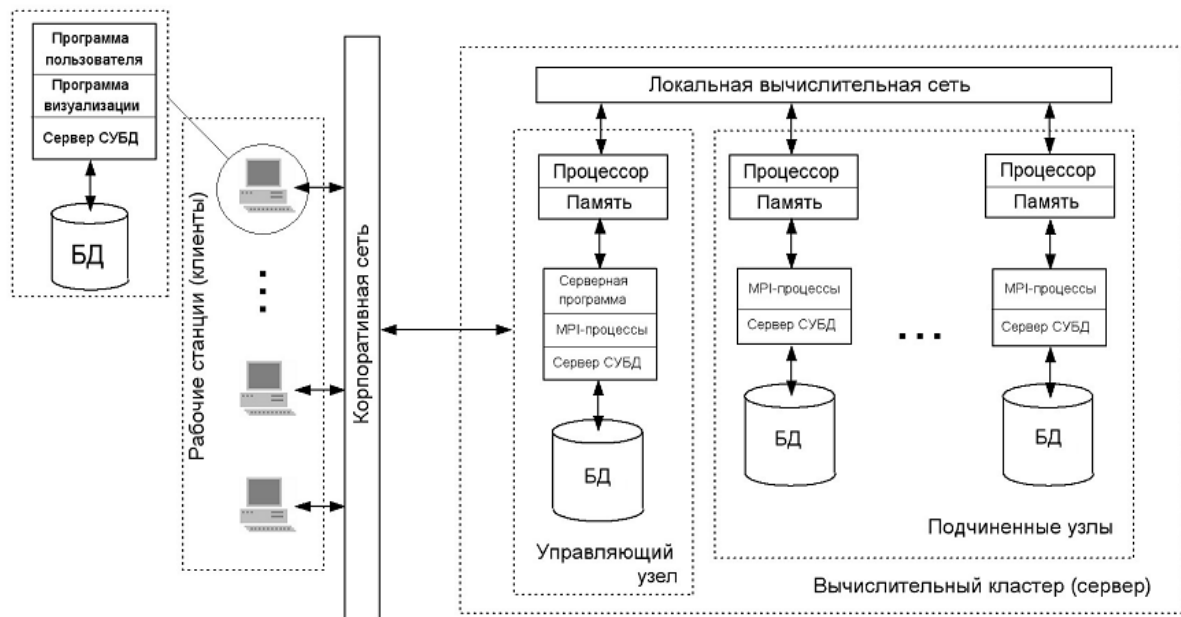 Программа
пользователя
Программа
визуализации
Сервер СУБД
БД
Рабочие станции (клиенты)
Корпоративная сеть
Локальная вычислительная сеть
Процессор
Память
Серверная
программа
MPI-процессы
Сервер СУБД
БД
Управляющий
узел
Процессор
Память
MPI-процессы
Сервер СУБД
БД
Процессор
Память
MPI-процессы
Сервер СУБД
БД
Подчиненные узлы
Вычислительный кластер (сервер)